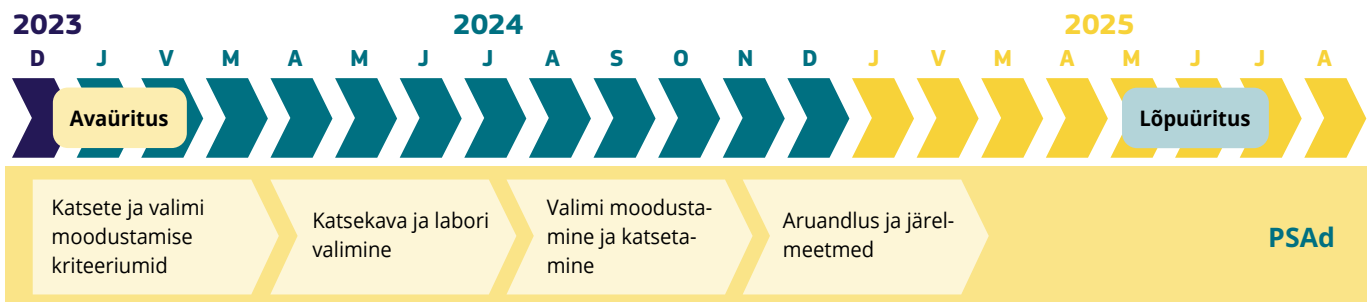 2023 2024 2025
D J V M A M J J A S O N D J V M A M J J A
Avaüritus Lõpuüritus
Katsete ja valimi
moodustamise
kriteeriumid
Katsekava ja labori
valimine
Valimi moodusta-
mine ja katseta-
mine
Aruandlus ja järel-
meetmed
PSAd